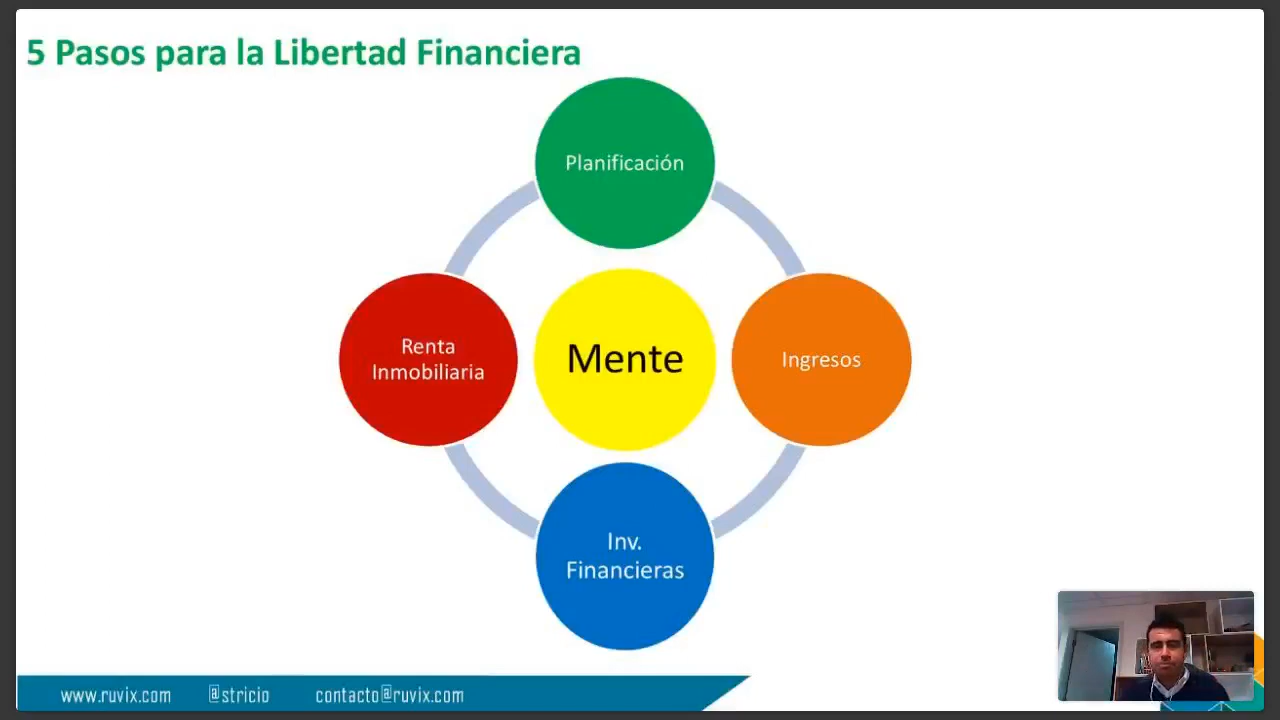 5 Pasos para la Libertad Financiera
Planificación
Renta
Inmobiliaria
Mente
Ingresos
Inv.
Financieras
www.ruvix.com @stricio contacto@ruvix.com